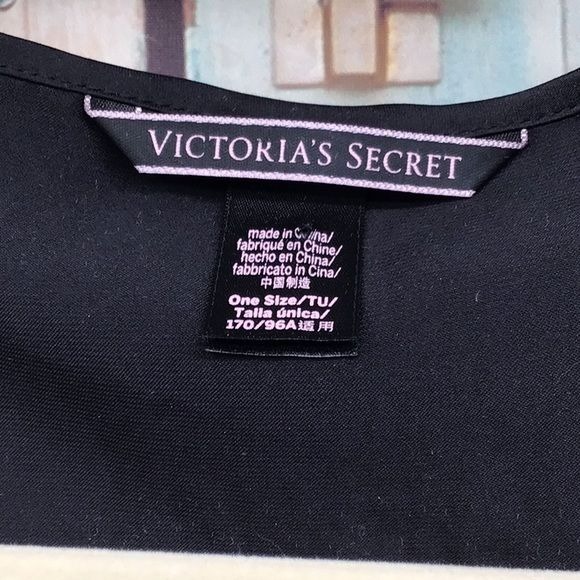 VICTORIA'S SECRET
made in China/
fabriqué en Chine/
hecho en China/
fabbricato in Cina/
中国制造
One Size/TU/
Talla única/
170/96A适用